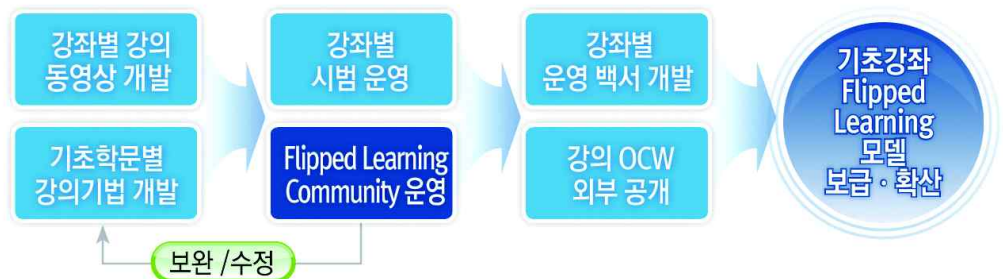 강좌별 강의
동영상 개발
기초학문별
강의기법 개발
강좌별
시범 운영
Flipped Learning
Community 운영
보완 /수정
강좌별
운영 백서 개발
강의 OCW
외부 공개
기초강좌
Flipped
Learning
모델
보급 · 확산